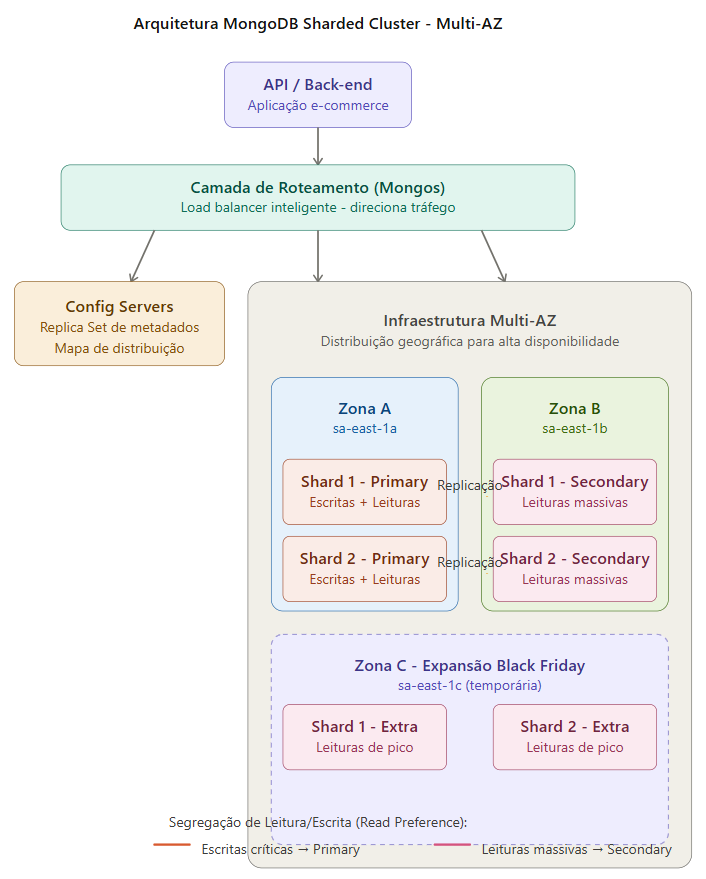 Arquitetura MongoDB Sharded Cluster - Multi-AZ
API / Back-end
Aplicação e-commerce
Camada de Roteamento (Mongos)
Load balancer inteligente - direciona tráfego
Config Servers
Replica Set de metadados
Mapa de distribuição
Infraestrutura Multi-AZ
Distribuição geográfica para alta disponibilidade
Zona A
sa-east-1a
Zona B
sa-east-1b
Shard 1 - Primary
Escritas + Leituras
Replicação
Shard 1 - Secondary
Leituras massivas
Shard 2 - Primary
Escritas + Leituras
Replicação
Shard 2 - Secondary
Leituras massivas
Zona C - Expansão Black Friday
sa-east-1c (temporária)
Shard 1 - Extra
Leituras de pico
Shard 2 - Extra
Leituras de pico
Segregação de Leitura/Escrita (Read Preference):
Escritas críticas → Primary
Leituras massivas → Secondary